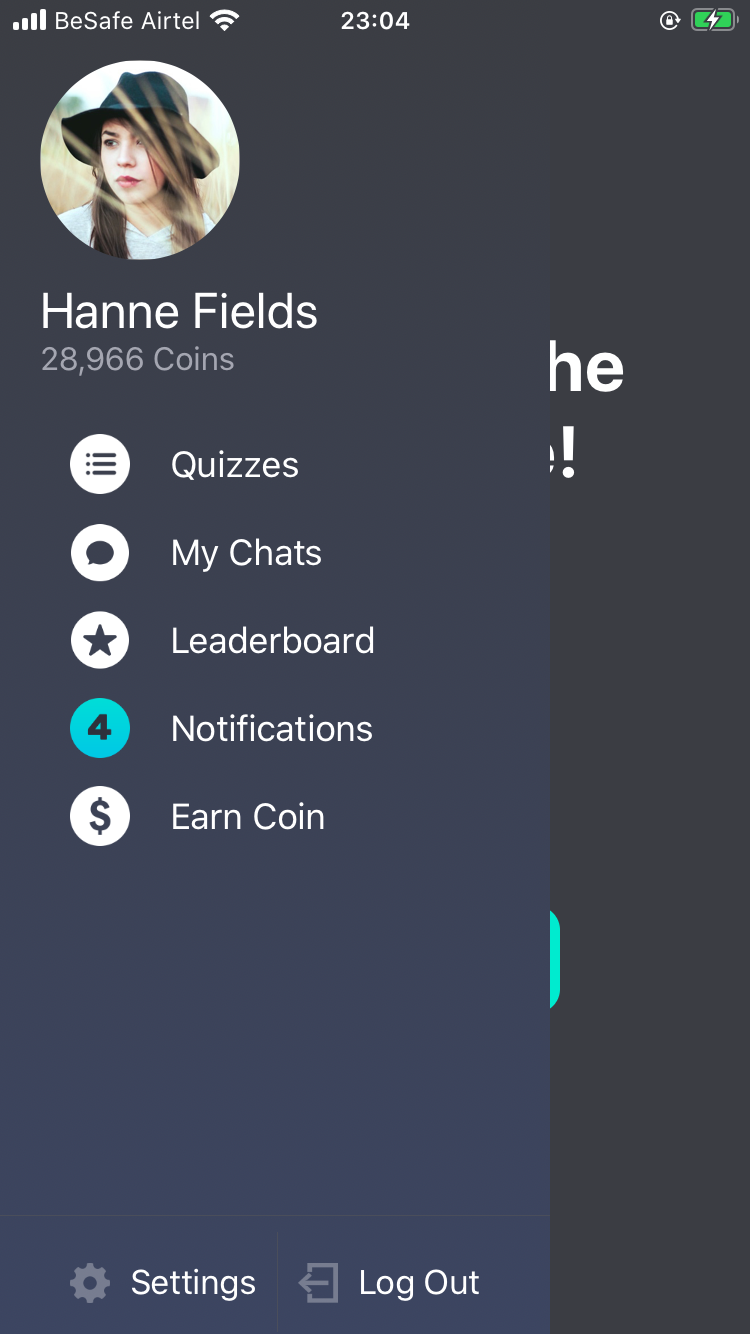 BeSafe Airtel 23:04
Hanne Fields
28,966 Coins
he
!
Quizzes
My Chats
Leaderboard
4 Notifications
$ Earn Coin
Settings Log Out